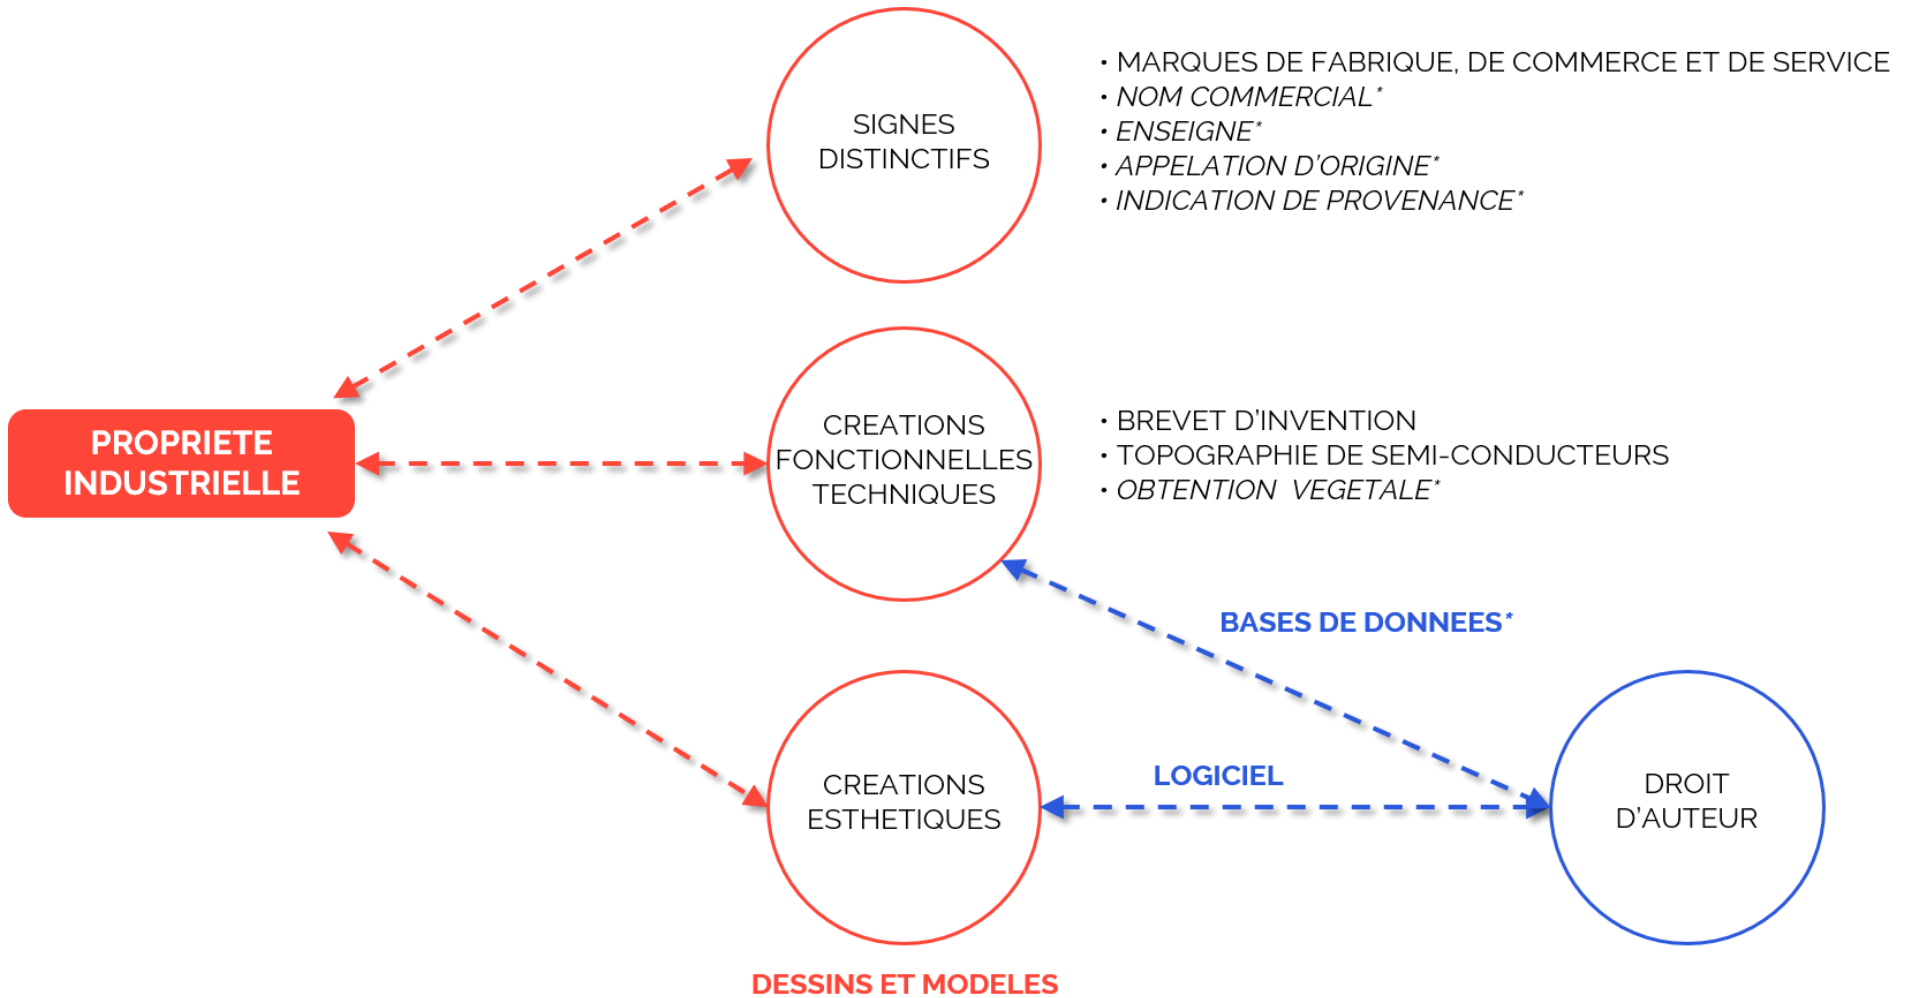 SIGNES
DISTINCTIFS
• MARQUES DE FABRIQUE, DE COMMERCE ET DE SERVICE
• NOM COMMERCIAL*
• ENSEIGNE*
• APPELATION D'ORIGINE*
• INDICATION DE PROVENANCE*
PROPRIETE
INDUSTRIELLE
CREATIONS
FONCTIONNELLES
TECHNIQUES
• BREVET D'INVENTION
• TOPOGRAPHIE DE SEMI-CONDUCTEURS
• OBTENTION  VEGETALE*
BASES DE DONNEES*
LOGICIEL
CREATIONS
ESTHETIQUES
DROIT
D'AUTEUR
DESSINS ET MODELES